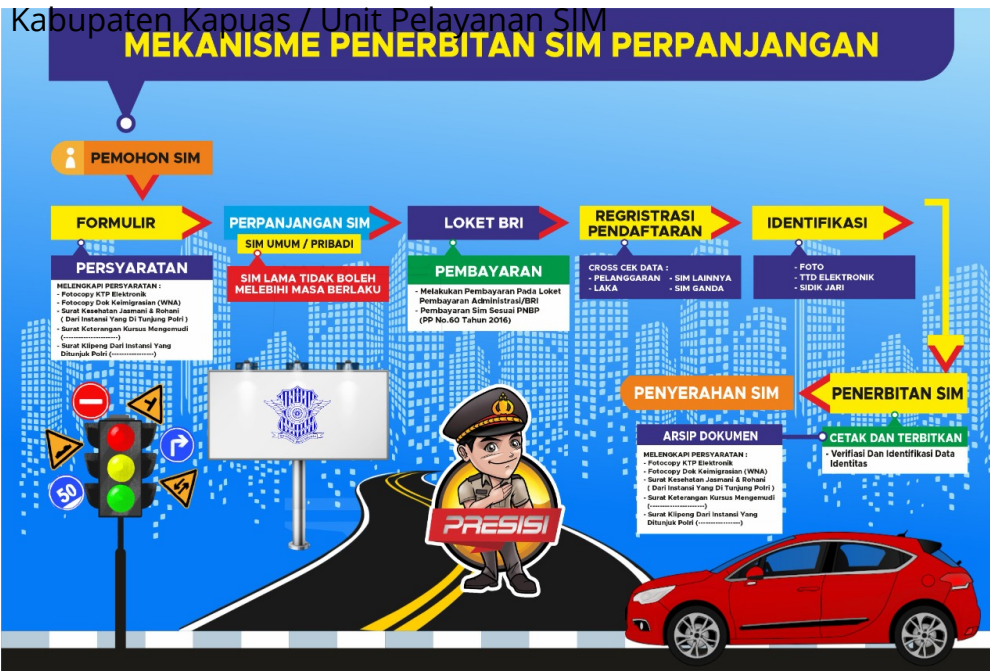 Kabupaten Kapuas / Unit Pelayanan SIM
MEKANISME PENERBITAN SIM PERPANJANGAN
PEMOHON SIM
FORMULIR
PERSYARATAN
MELENGKAPI PERSYARATAN :
- Fotocopy KTP Elektronik
- Fotocopy Dok Keimigrasian (WNA)
- Surat Kesehatan Jasmani & Rohani
( Dari Instansi Yang Di Tunjung Polri )
- Surat Keterangan Kursus Mengemudi
(----------------------)
- Surat Klipeng Dari Instansi Yang
Ditunjuk Polri (-----------------)
PERPANJANGAN SIM
SIM UMUM / PRIBADI
SIM LAMA TIDAK BOLEH
MELEBIHI MASA BERLAKU
LOKET BRI
PEMBAYARAN
- Melakukan Pembayaran Pada Loket
Pembayaran Administrasi/BRI
- Pembayaran Sim Sesuai PNBP
(PP No.60 Tahun 2016)
REGRISTRASI
PENDAFTARAN
CROSS CEK DATA :
- PELANGGARAN - SIM LAINNYA
- LAKA - SIM GANDA
IDENTIFIKASI
- FOTO
- TTD ELEKTRONIK
- SIDIK JARI
PENERBITAN SIM
CETAK DAN TERBITKAN
- Verifiasi Dan Identifikasi Data
Identitas
PENYERAHAN SIM
ARSIP DOKUMEN
MELENGKAPI PERSYARATAN :
- Fotocopy KTP Elektronik
- Fotocopy Dok Keimigrasian (WNA)
- Surat Kesehatan Jasmani & Rohani
( Dari Instansi Yang Di Tunjung Polri )
- Surat Keterangan Kursus Mengemudi
(----------------------)
- Surat Klipeng Dari Instansi Yang
Ditunjuk Polri (-----------------)
50
PRESISI